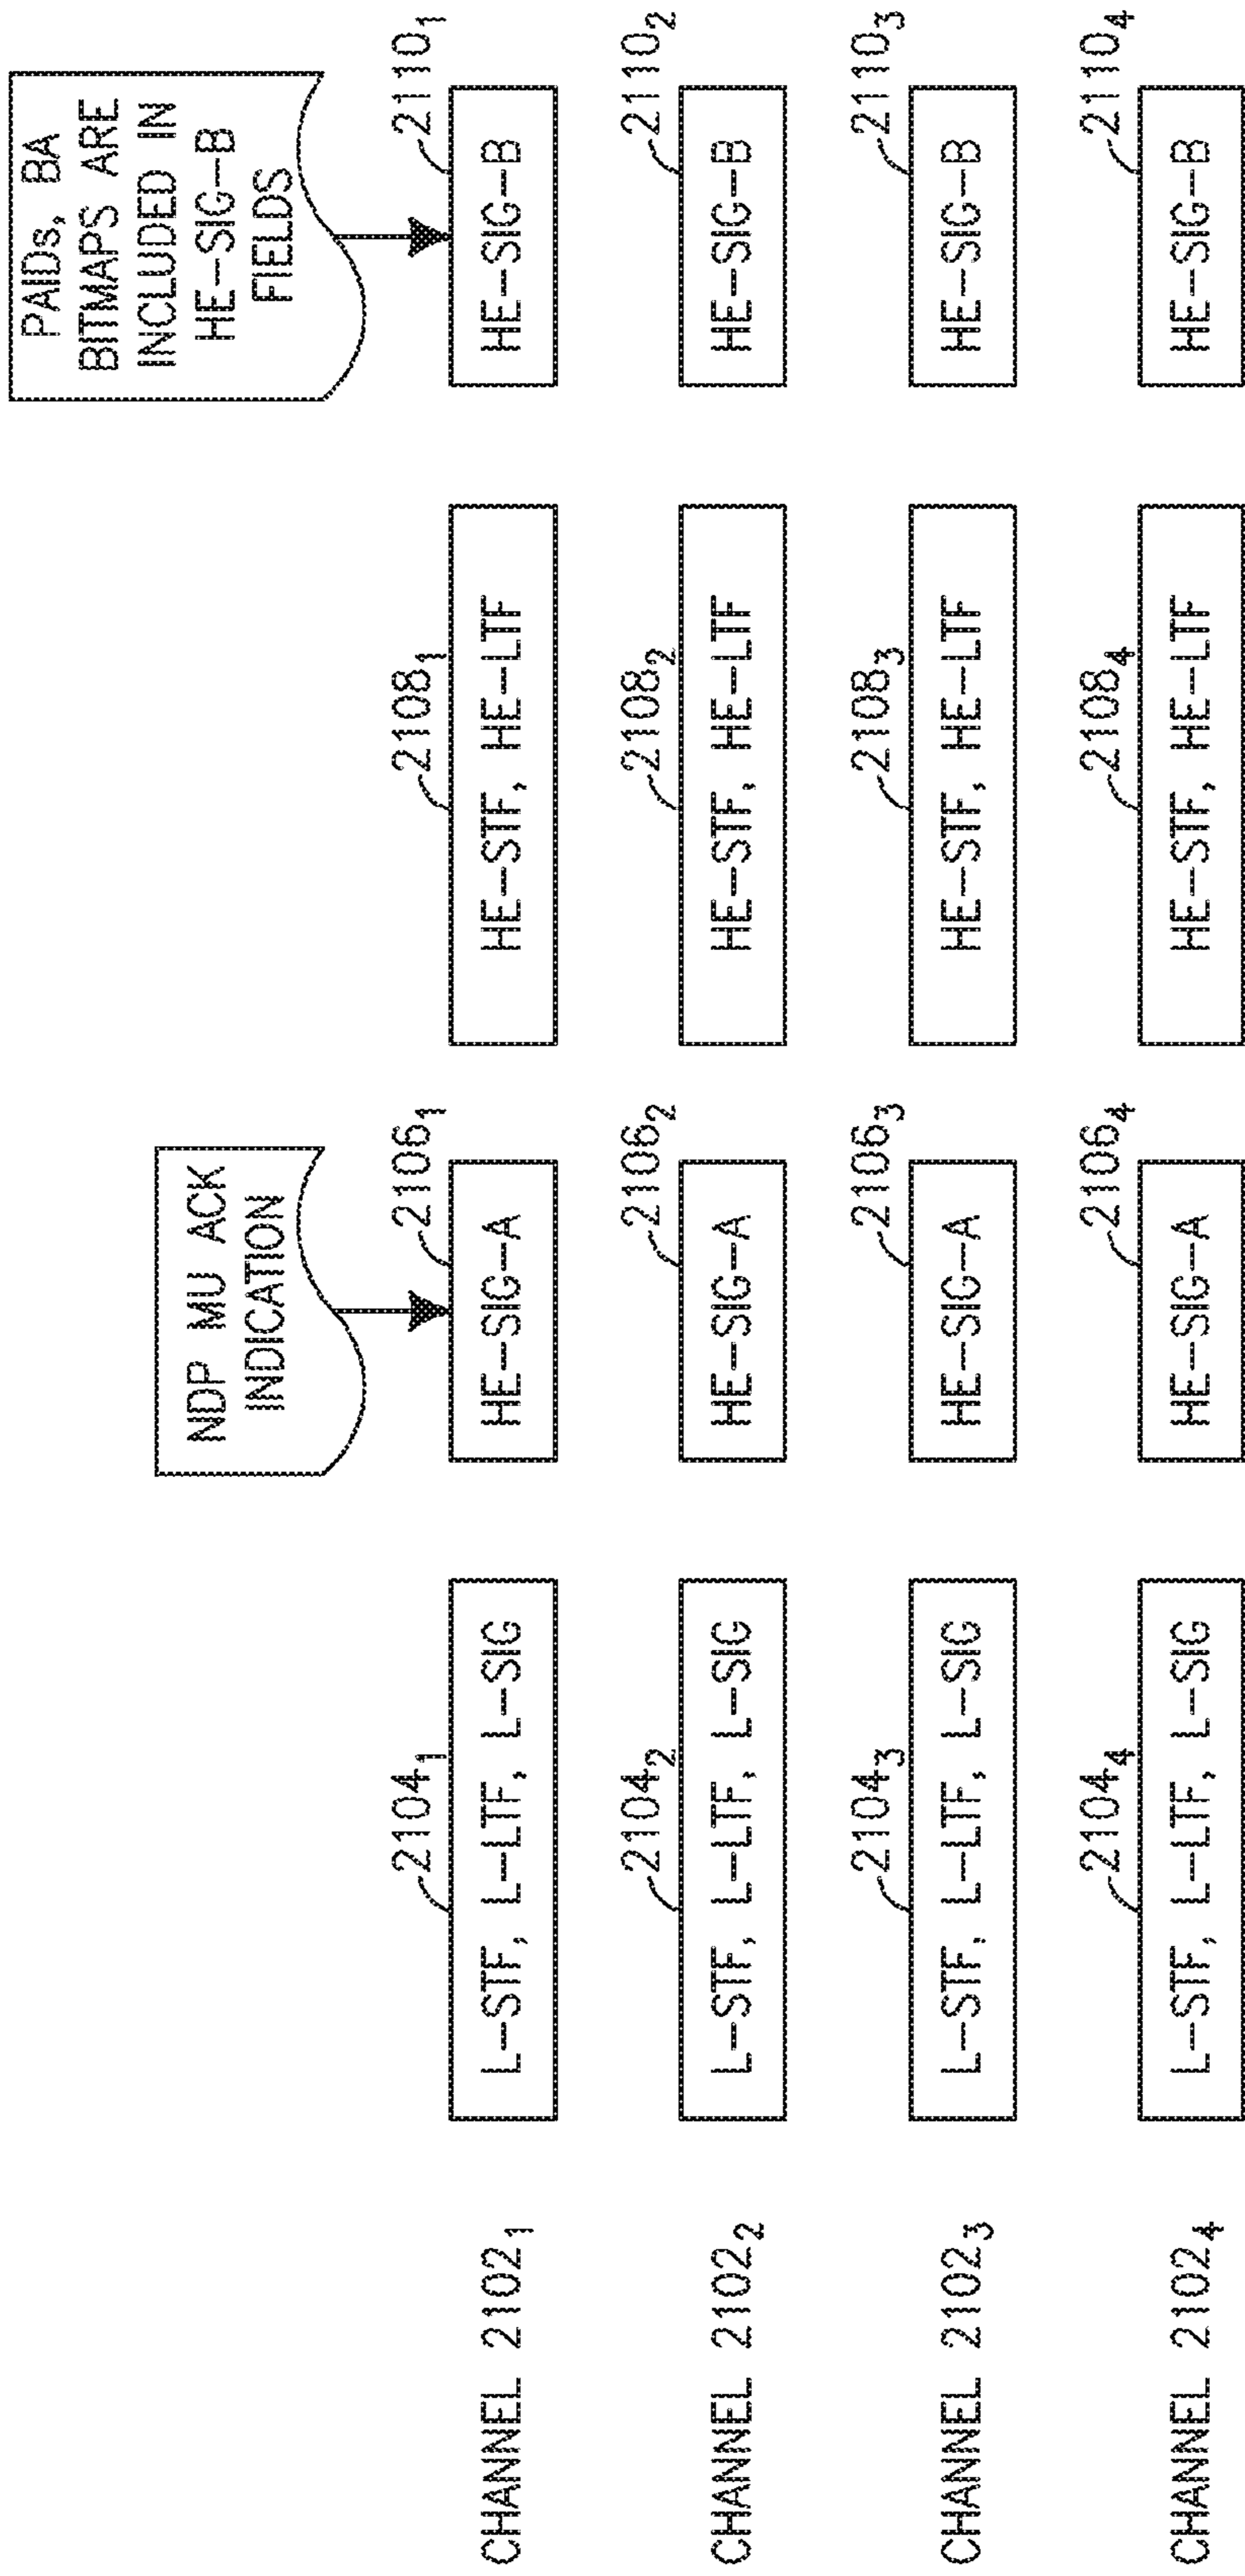 NDP MU ACK
INDICATION
PAIDs, BA
BITMAPS ARE
INCLUDED IN
HE-SIG-B
FIELDS
2104₁
2106₁
2108₁
2110₁
CHANNEL 2102₁
L-STF, L-LTF, L-SIG
HE-SIG-A
HE-STF, HE-LTF
HE-SIG-B
2104₂
2106₂
2108₂
2110₂
CHANNEL 2102₂
L-STF, L-LTF, L-SIG
HE-SIG-A
HE-STF, HE-LTF
HE-SIG-B
2104₃
2106₃
2108₃
2110₃
CHANNEL 2102₃
L-STF, L-LTF, L-SIG
HE-SIG-A
HE-STF, HE-LTF
HE-SIG-B
2104₄
2106₄
2108₄
2110₄
CHANNEL 2102₄
L-STF, L-LTF, L-SIG
HE-SIG-A
HE-STF, HE-LTF
HE-SIG-B